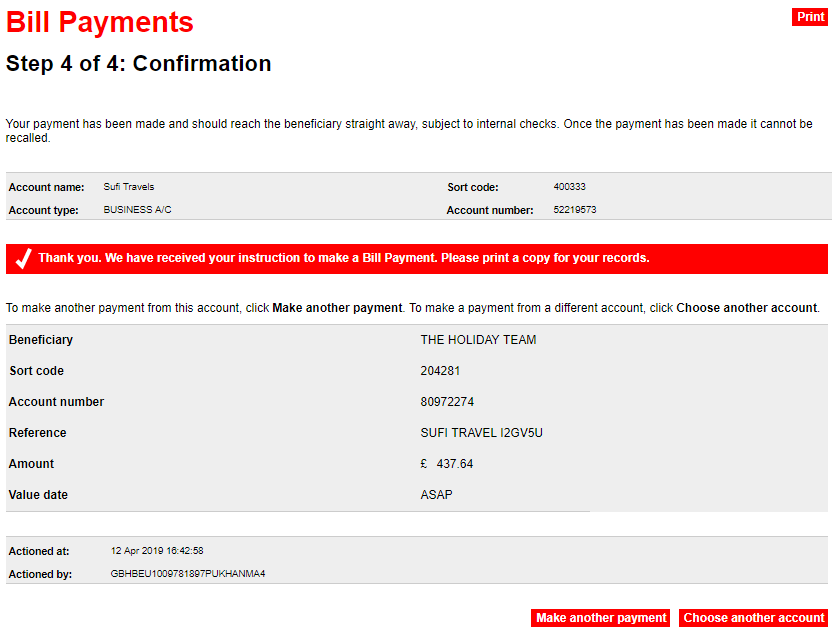 Bill Payments
Print
Step 4 of 4: Confirmation
Your payment has been made and should reach the beneficiary straight away, subject to internal checks. Once the payment has been made it cannot be
recalled.
Account name: Sufi Travels Sort code: 400333
Account type: BUSINESS A/C Account number: 52219573
Thank you. We have received your instruction to make a Bill Payment. Please print a copy for your records.
To make another payment from this account, click Make another payment. To make a payment from a different account, click Choose another account.
Beneficiary THE HOLIDAY TEAM
Sort code 204281
Account number 80972274
Reference SUFI TRAVEL I2GV5U
Amount £ 437.64
Value date ASAP
Actioned at: 12 Apr 2019 16:42:58
Actioned by: GBHBEU1009781897PUKHANMA4
Make another payment Choose another account